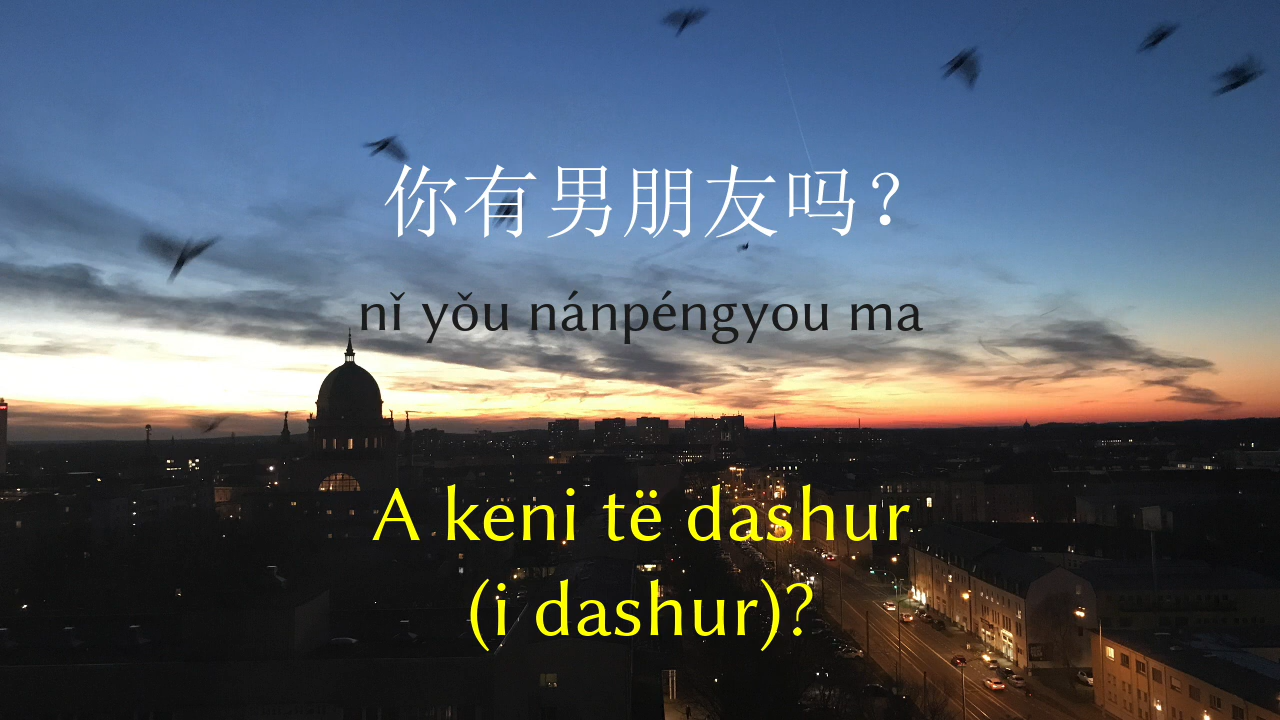 你有男朋友吗？
nǐ yǒu nánpéngyou ma
A keni të dashur
(i dashur)?